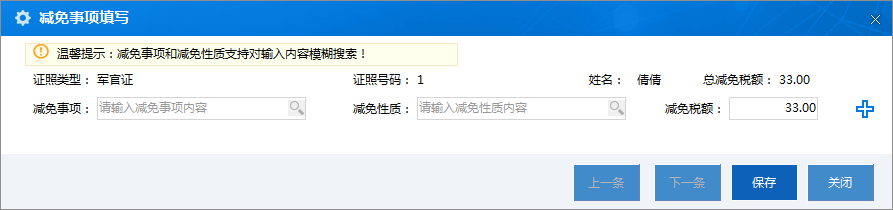 减免事项填写
温馨提示：减免事项和减免性质支持对输入内容模糊搜索！
证照类型： 军官证 证照号码： 1 姓名： 倩倩 总减免税额： 33.00
减免事项： 请输入减免事项内容 减免性质： 请输入减免性质内容 减免税额： 33.00
上一条 下一条 保存 关闭